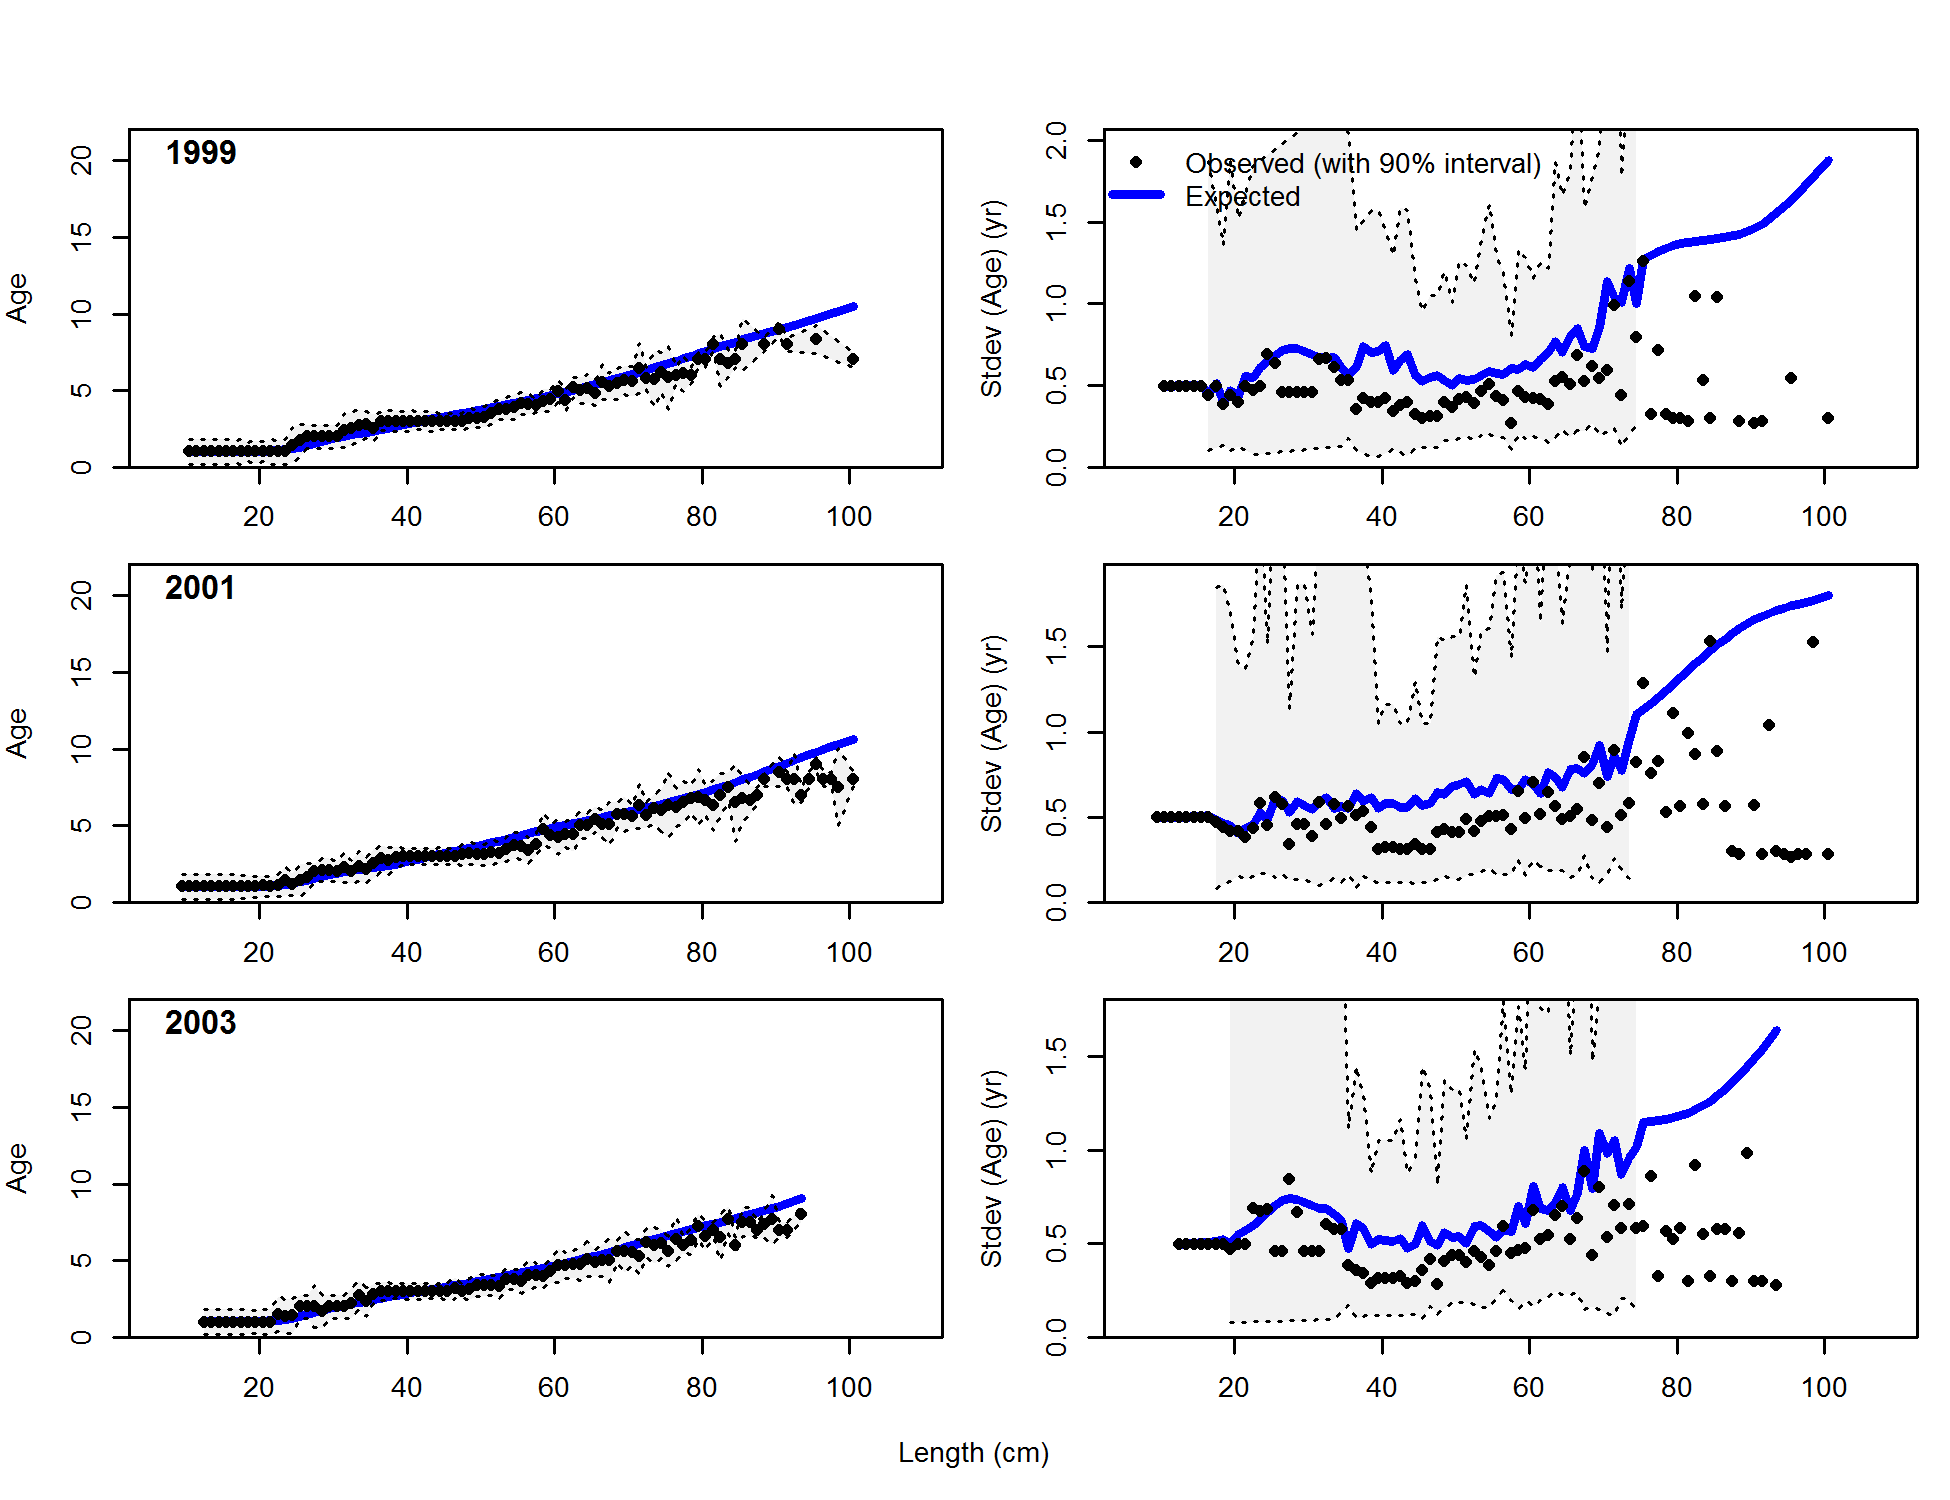 1999
Age
0 5 10 15 20
20 40 60 80 100
Observed (with 90% interval)
Expected
Stdev (Age) (yr)
0.0 0.5 1.0 1.5 2.0
20 40 60 80 100
2001
Age
0 5 10 15 20
20 40 60 80 100
Stdev (Age) (yr)
0.0 0.5 1.0 1.5
20 40 60 80 100
2003
Age
0 5 10 15 20
20 40 60 80 100
Stdev (Age) (yr)
0.0 0.5 1.0 1.5
20 40 60 80 100
Length (cm)